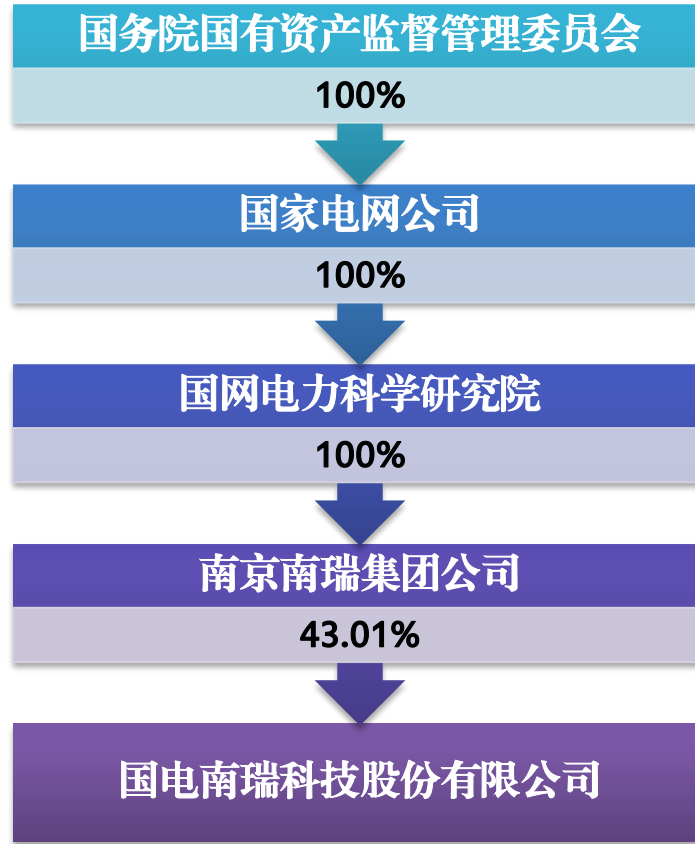 国务院国有资产监督管理委员会
100%
国家电网公司
100%
国网电力科学研究院
100%
南京南瑞集团公司
43.01%
国电南瑞科技股份有限公司